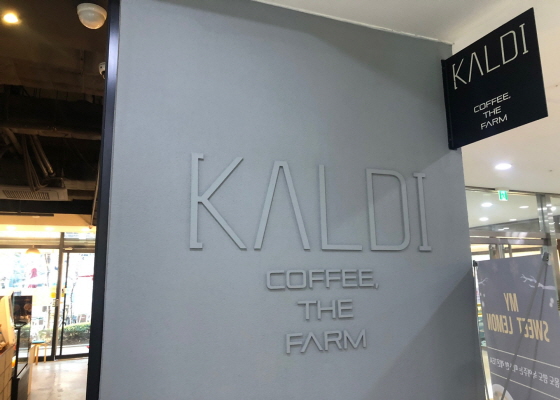 KALDI
COFFEE,
THE
FARM
KALDI
COFFEE,
THE
FARM
MY
SWEET LEMON